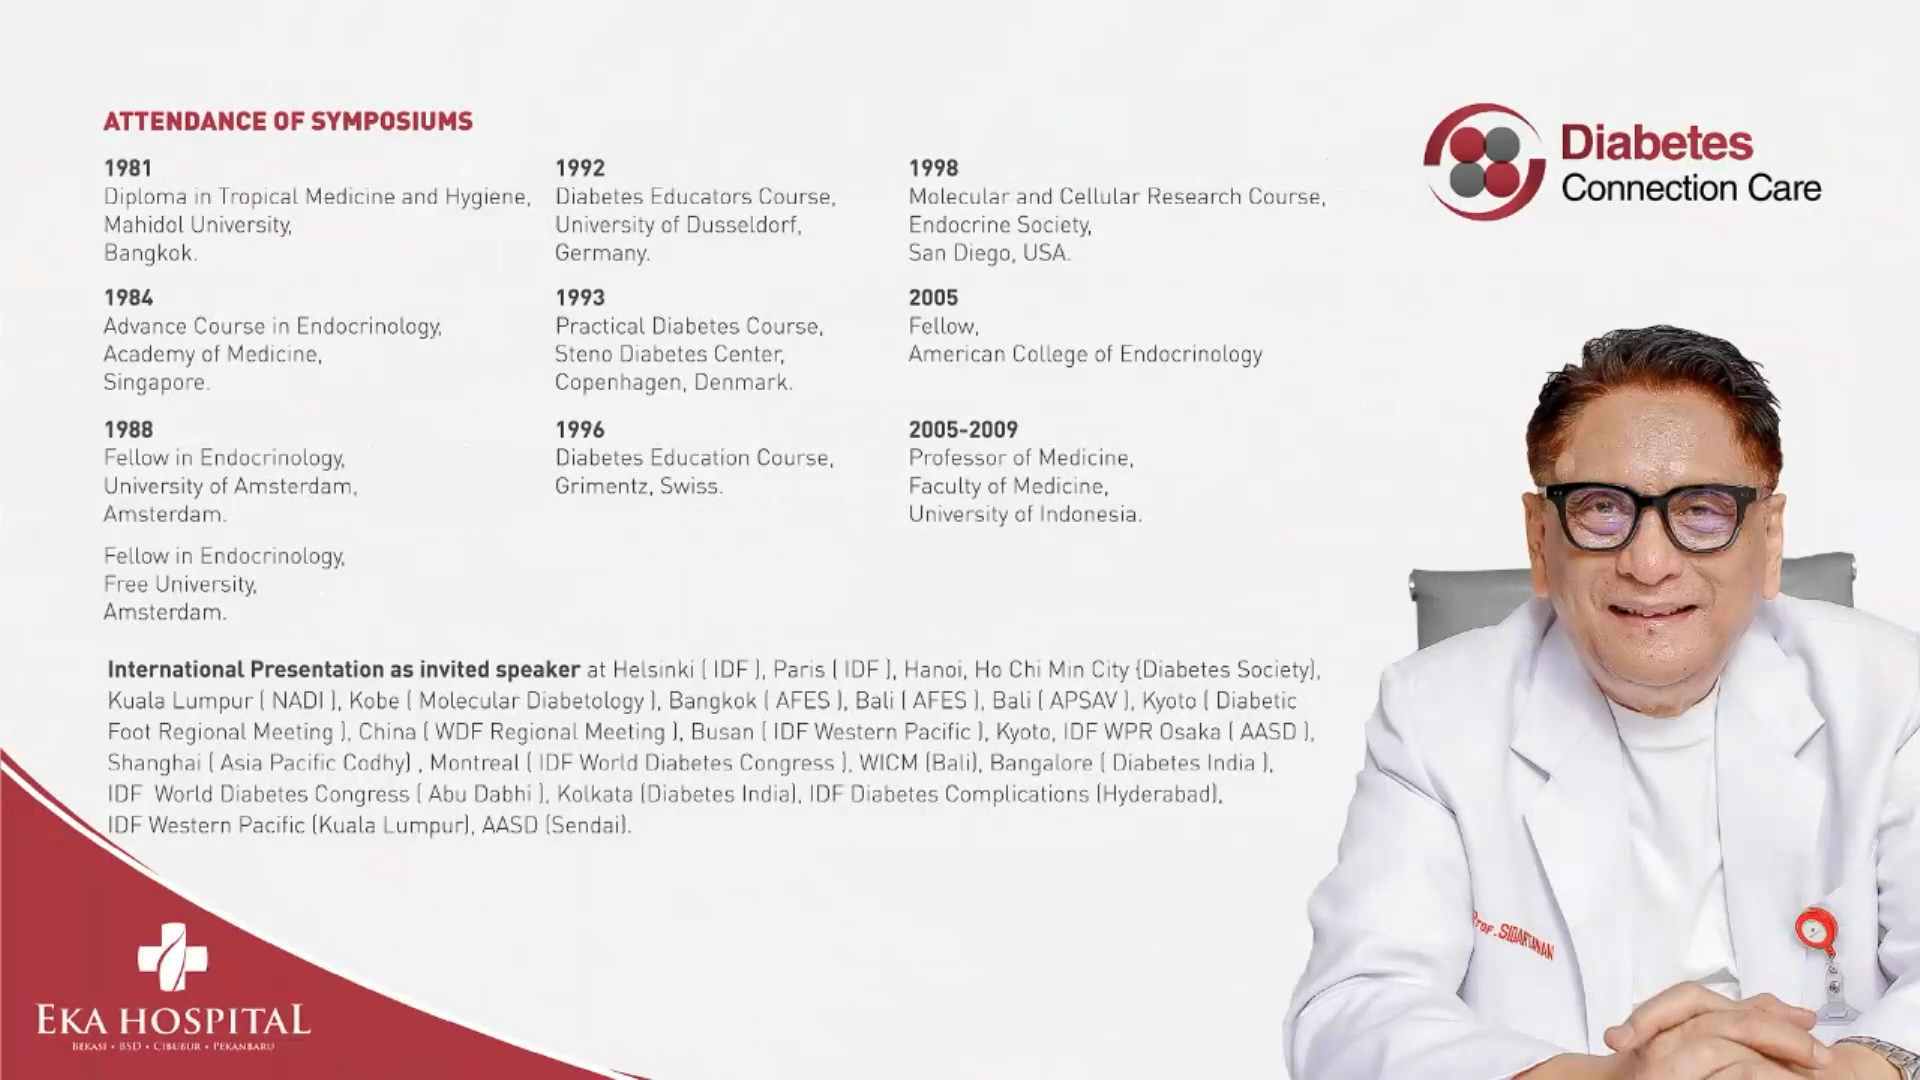 ATTENDANCE OF SYMPOSIUMS
1981
Diploma in Tropical Medicine and Hygiene,
Mahidol University,
Bangkok.
1984
Advance Course in Endocrinology,
Academy of Medicine,
Singapore.
1988
Fellow in Endocrinology,
University of Amsterdam,
Amsterdam.
Fellow in Endocrinology,
Free University,
Amsterdam.
1992
Diabetes Educators Course,
University of Dusseldorf,
Germany.
1993
Practical Diabetes Course,
Steno Diabetes Center,
Copenhagen, Denmark.
1996
Diabetes Education Course,
Grimentz, Swiss.
1998
Molecular and Cellular Research Course,
Endocrine Society,
San Diego, USA.
2005
Fellow,
American College of Endocrinology
2005-2009
Professor of Medicine,
Faculty of Medicine,
University of Indonesia.
International Presentation as invited speaker at Helsinki ( IDF ), Paris ( IDF ), Hanoi, Ho Chi Min City {Diabetes Society),
Kuala Lumpur ( NADI ), Kobe ( Molecular Diabetology ), Bangkok ( AFES ), Bali ( AFES ), Bali ( APSAV ), Kyoto ( Diabetic
Foot Regional Meeting ), China ( WDF Regional Meeting ), Busan ( IDF Western Pacific ), Kyoto, IDF WPR Osaka ( AASD ),
Shanghai ( Asia Pacific Codhy) , Montreal ( IDF World Diabetes Congress ), WICM (Bali), Bangalore ( Diabetes India ),
IDF World Diabetes Congress ( Abu Dabhi ), Kolkata (Diabetes India), IDF Diabetes Complications (Hyderabad),
IDF Western Pacific (Kuala Lumpur), AASD (Sendai).
Diabetes
Connection Care
Prof. SIDARTAWAN
EKA HOSPITAL
BEKASI • BSD • CIBUBUR • PEKANBARU